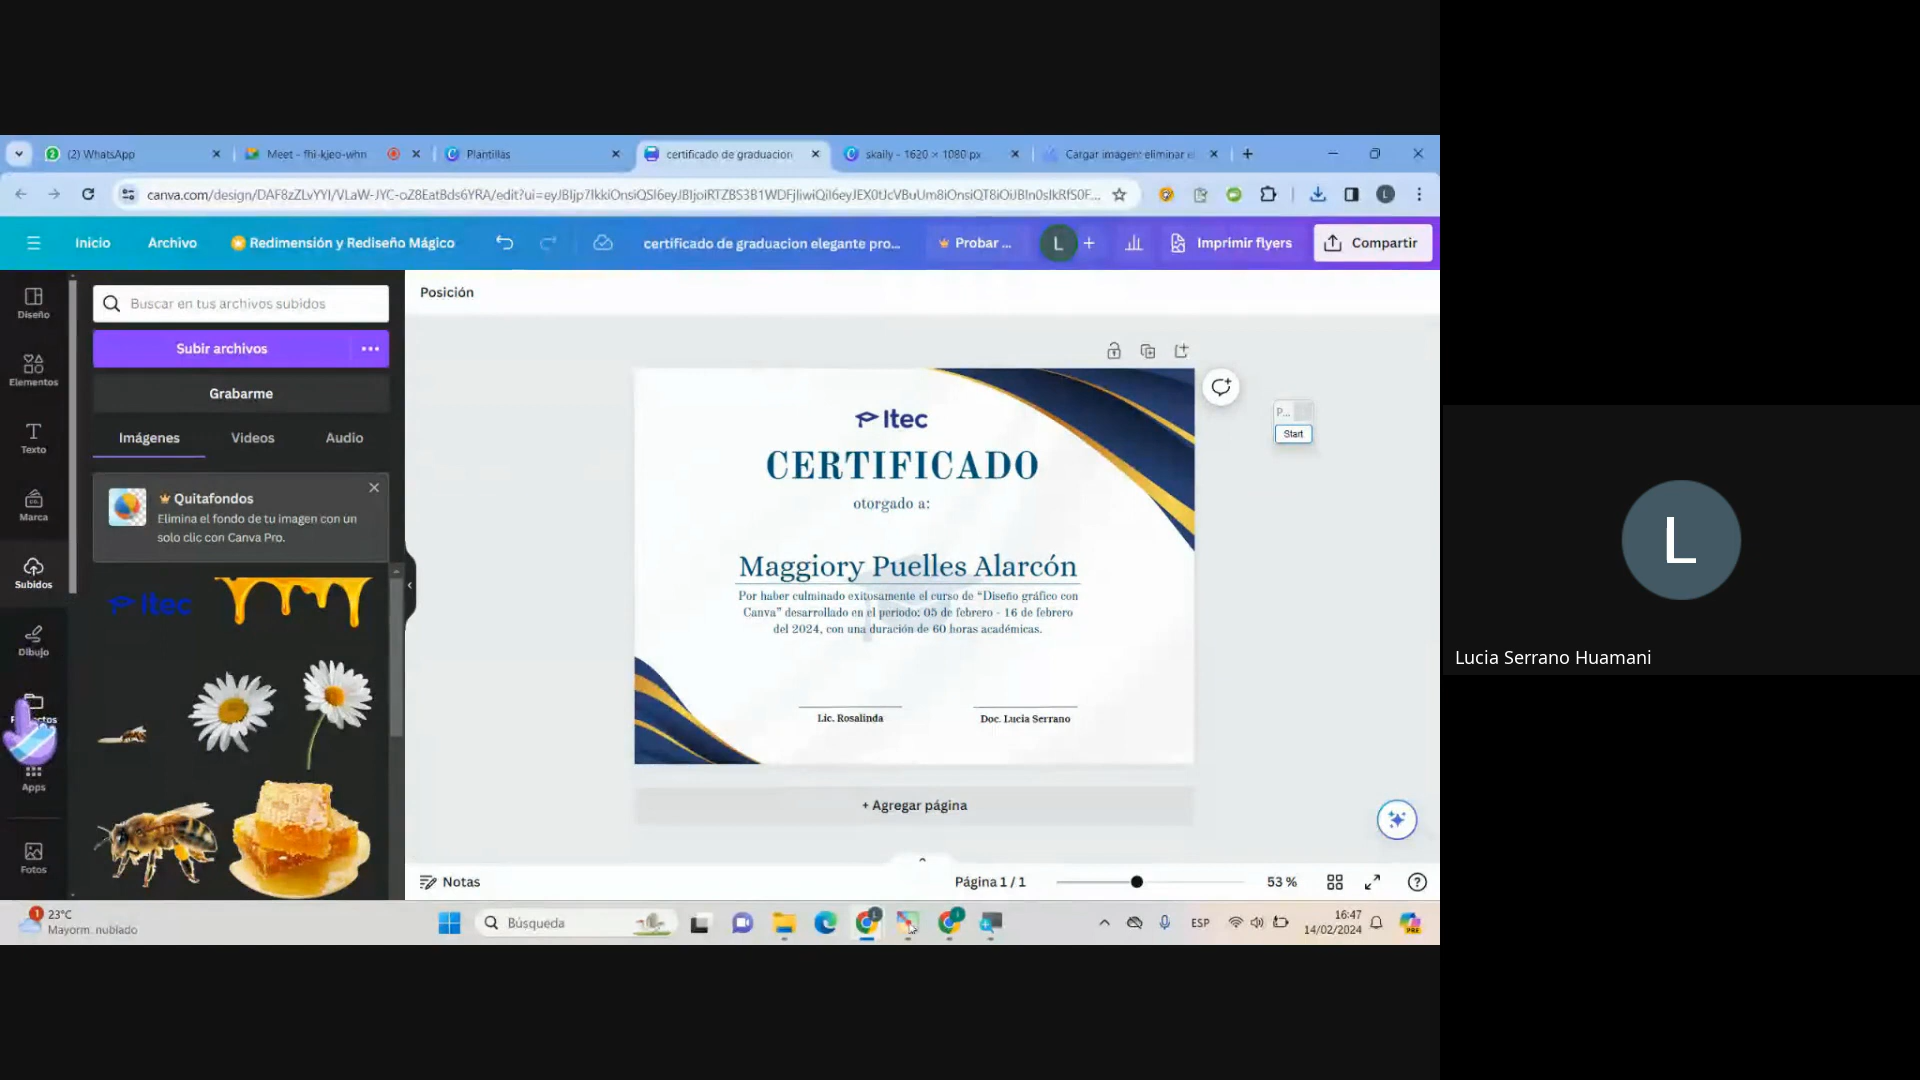 (2) WhatsApp
Meet - fhi-kjeo-whn
Plantillas
certificado de graduacion
skaily - 1620 × 1080 px
Cargar imagen: eliminar
Inicio
Archivo
Redimensión y Rediseño Mágico
certificado de graduacion elegante pro...
Probar ...
L
Imprimir flyers
Compartir
Diseño
Elementos
Texto
Marca
Subidos
Dibujo
Apps
Fotos
Buscar en tus archivos subidos
Subir archivos
Grabarme
Imágenes
Videos
Audio
Quitafondos
Elimina el fondo de tu imagen con un
solo clic con Canva Pro.
Itec
Posición
P...
Start
Itec
CERTIFICADO
otorgado a:
Maggiory Puelles Alarcón
Por haber culminado exitosamente el curso de “Diseño gráfico con
Canva” desarrollado en el periodo: 05 de febrero - 16 de febrero
del 2024, con una duración de 60 horas académicas.
Lic. Rosalinda
Doc. Lucia Serrano
+ Agregar página
Notas
Página 1 / 1
53 %
1
23°C
Mayorm. nublado
Búsqueda
ESP
16:47
14/02/2024
PRE
L
Lucia Serrano Huamani